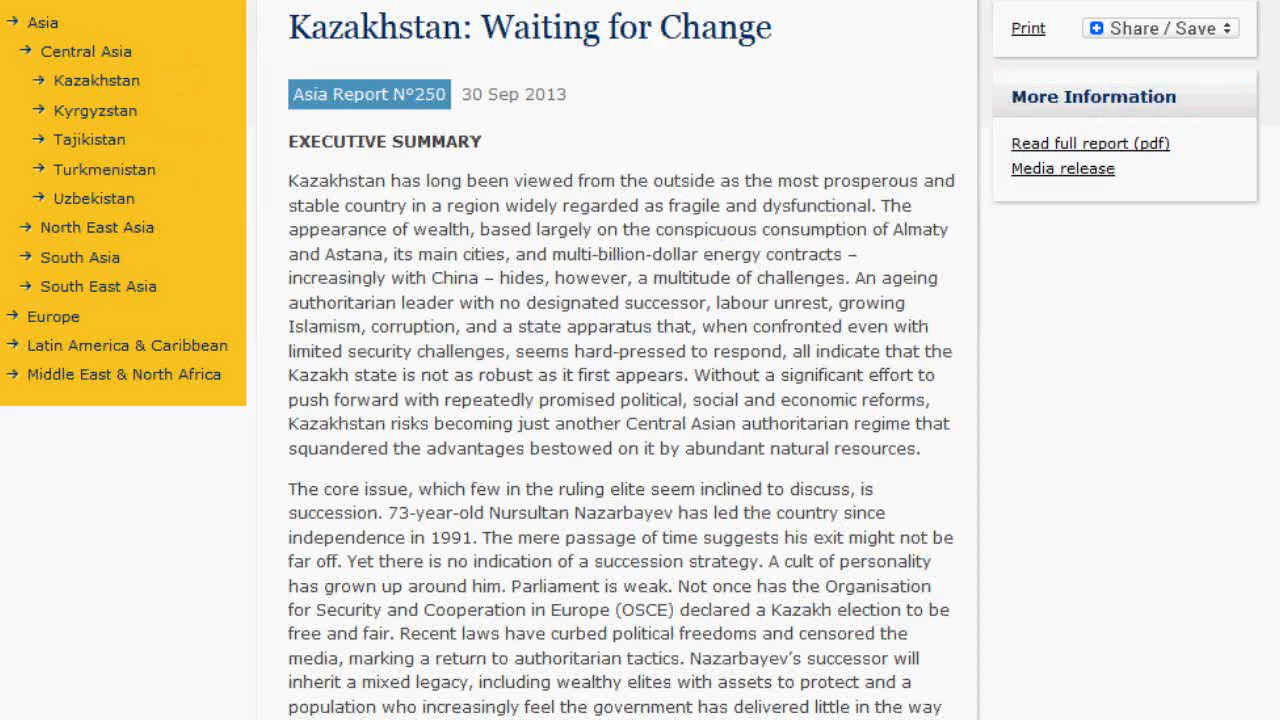 Asia
Central Asia
Kazakhstan
Kyrgyzstan
Tajikistan
Turkmenistan
Uzbekistan
North East Asia
South Asia
South East Asia
Europe
Latin America & Caribbean
Middle East & North Africa
Kazakhstan: Waiting for Change
Asia Report N°250 30 Sep 2013
EXECUTIVE SUMMARY
Kazakhstan has long been viewed from the outside as the most prosperous and
stable country in a region widely regarded as fragile and dysfunctional. The
appearance of wealth, based largely on the conspicuous consumption of Almaty
and Astana, its main cities, and multi-billion-dollar energy contracts –
increasingly with China – hides, however, a multitude of challenges. An ageing
authoritarian leader with no designated successor, labour unrest, growing
Islamism, corruption, and a state apparatus that, when confronted even with
limited security challenges, seems hard-pressed to respond, all indicate that the
Kazakh state is not as robust as it first appears. Without a significant effort to
push forward with repeatedly promised political, social and economic reforms,
Kazakhstan risks becoming just another Central Asian authoritarian regime that
squandered the advantages bestowed on it by abundant natural resources.
The core issue, which few in the ruling elite seem inclined to discuss, is
succession. 73-year-old Nursultan Nazarbayev has led the country since
independence in 1991. The mere passage of time suggests his exit might not be
far off. Yet there is no indication of a succession strategy. A cult of personality
has grown up around him. Parliament is weak. Not once has the Organisation
for Security and Cooperation in Europe (OSCE) declared a Kazakh election to be
free and fair. Recent laws have curbed political freedoms and censored the
media, marking a return to authoritarian tactics. Nazarbayev’s successor will
inherit a mixed legacy, including wealthy elites with assets to protect and a
population who increasingly feel the government has delivered little in the way
Print
Share / Save
More Information
Read full report (pdf)
Media release